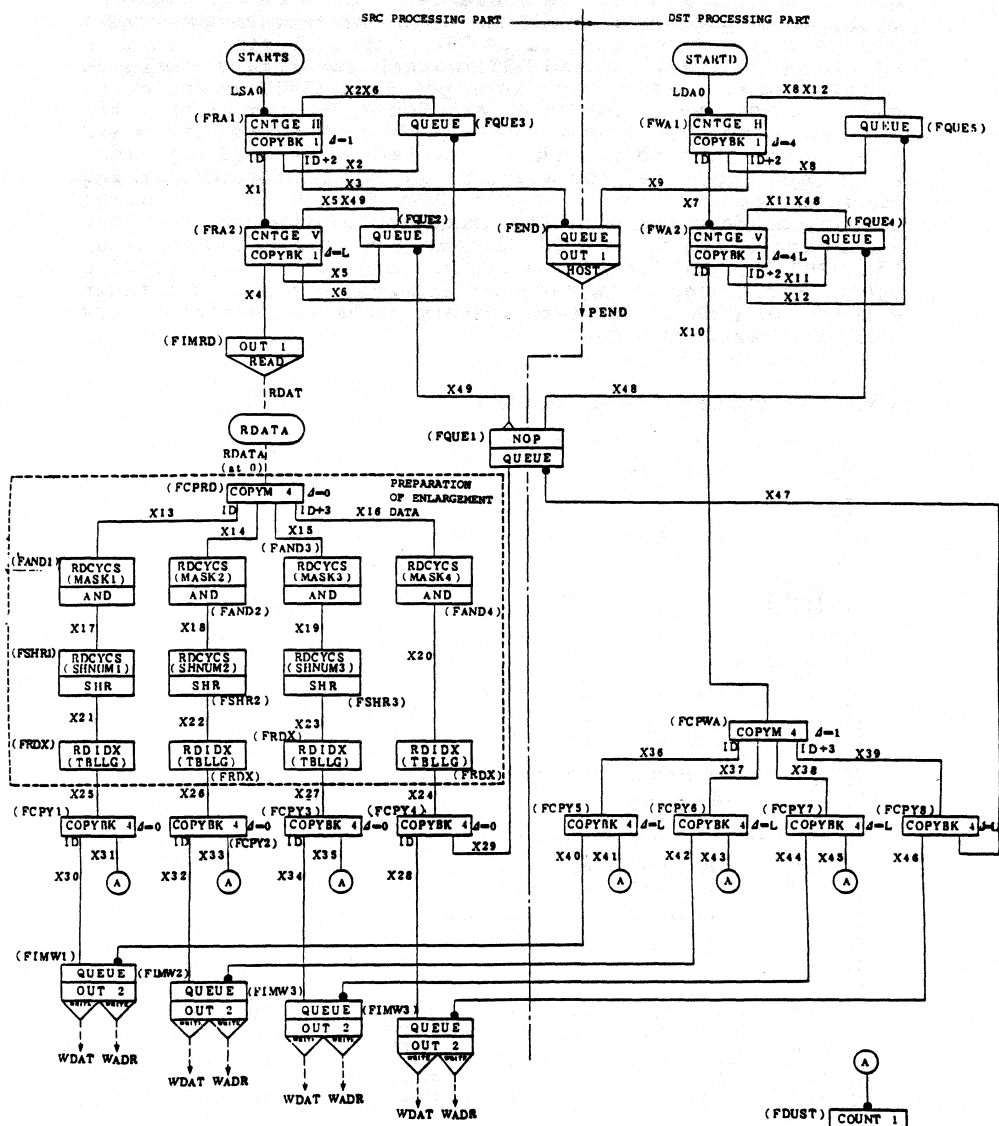 SRC PROCESSING PART DST PROCESSING PART
STARTS STARTD
LSA0 X2X6 LDA0 X8X12
(FRA1) CNTGE H QUEUE (FQUE3) (FWA1) CNTGE H QUEUE (FQUE5)
COPYBK 1 Δ=1 COPYBK 1 Δ=4
ID ID+2 X2 ID ID+2 X8
X1 X3 X9 X7
X5X49 (FQUE2) X11X48 (FQUE4)
(FRA2) CNTGE V QUEUE (FEND) QUEUE (FWA2) CNTGE V QUEUE
COPYBK 1 Δ=L OUT 1 COPYBK 1 Δ=4L
HOST ID ID+2
X5 X11
X4 X6 X12
PEND X10
(FIMRD) OUT 1
READ
RDAT X49 X48
RDATA (FQUE1) NOP
QUEUE
RDATA
(at 0)
(FCPRD) COPYM 4 Δ=0 PREPARATION OF ENLARGEMENT DATA X47
X13 ID ID+3 X16
X14 X15
(FAND3)
(FAND1) RDCYCS (MASK1) RDCYCS (MASK2) RDCYCS (MASK3) RDCYCS (MASK4)
AND AND AND AND
(FAND2) (FAND4)
X17 X18 X19 X20
(FSHR1) RDCYCS (SHNUM1) RDCYCS (SHNUM2) RDCYCS (SHNUM3)
SHR SHR SHR
(FSHR2) (FSHR3)
X21 X22 X23
(FCPWA) COPYM 4 Δ=1
(FRDX) (FRDX) ID ID+3
RDIDX (TBLLG) RDIDX (TBLLG) RDIDX (TBLLG) RDIDX (TBLLG)
(FRDX) (FRDX) X36 X37 X38 X39
X25 X26 X27 X24
(FCPY1) (FCPY3) (FCPY4) (FCPY5) (FCPY6) (FCPY7) (FCPY8)
COPYBK 4 Δ=0 COPYBK 4 Δ=0 COPYBK 4 Δ=0 COPYBK 4 Δ=0 COPYBK 4 Δ=L COPYBK 4 Δ=L COPYBK 4 Δ=L COPYBK 4 Δ=L
ID ID (FCPY2) ID ID
X31 X33 X35 X29 X40 X41 X42 X43 X44 X45 X46
X30 X32 X34 X28
A A A A A A
(FIMW1) QUEUE (FIMW2) QUEUE (FIMW3) QUEUE (FIMW3) QUEUE
OUT 2 OUT 2 OUT 2 OUT 2
WRITE WRITE WRITE WRITE WRITE WRITE WRITE WRITE
WDAT WADR WDAT WADR WDAT WADR WDAT WADR
A
(FDUST) COUNT 1